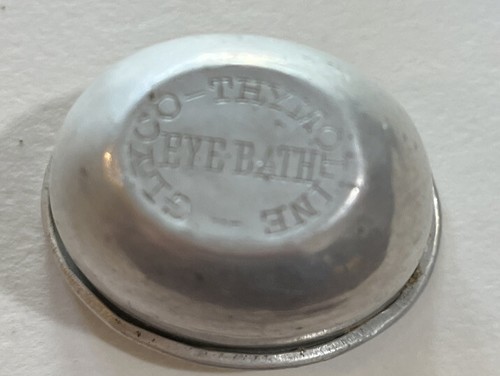 GLYCO-THYMOLINE-
EYE BATH